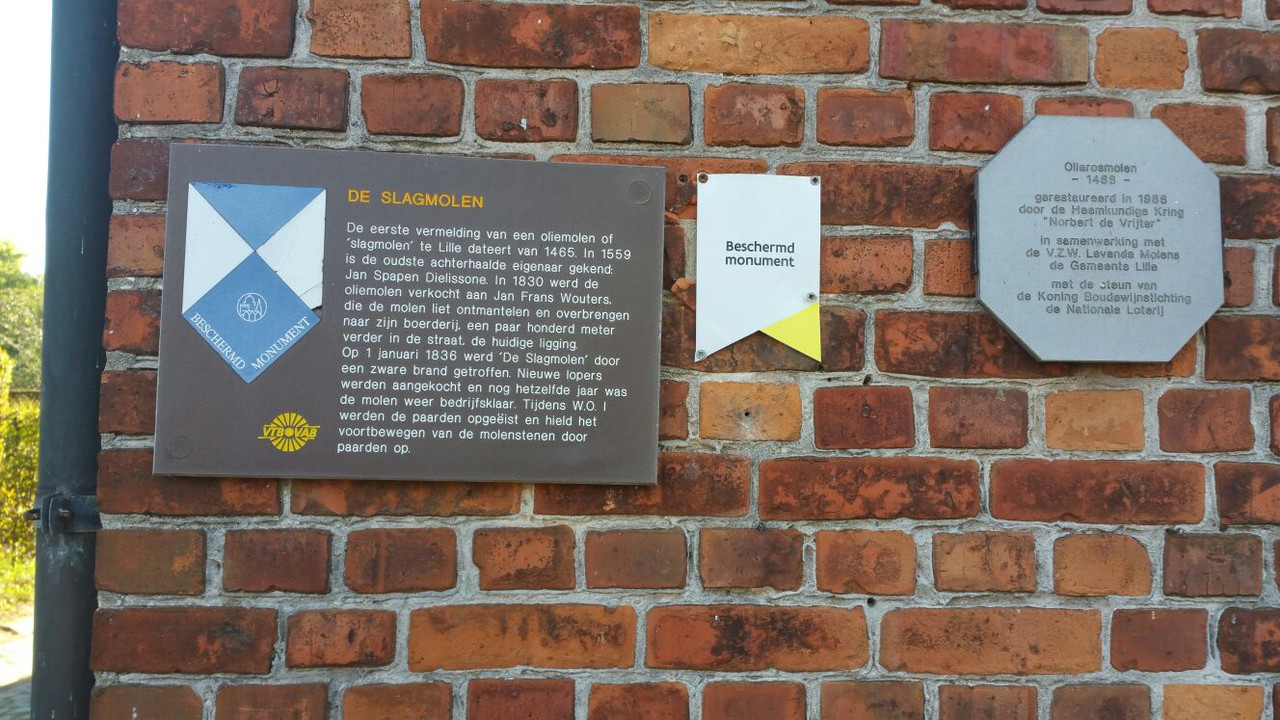 DE SLAGMOLEN
De eerste vermelding van een oliemolen of
'slagmolen' te Lille dateert van 1465. In 1559
is de oudste achterhaalde eigenaar gekend:
Jan Spapen Dielissone. In 1830 werd de
oliemolen verkocht aan Jan Frans Wouters,
die de molen liet ontmantelen en overbrengen
naar zijn boerderij, een paar honderd meter
verder in de straat, de huidige ligging.
Op 1 januari 1836 werd 'De Slagmolen' door
een zware brand getroffen. Nieuwe lopers
werden aangekocht en nog hetzelfde jaar was
de molen weer bedrijfsklaar. Tijdens W.O. I
werden de paarden opgeëist en hield het
voortbewegen van de molenstenen door
paarden op.
BESCHERMD MONUMENT
VTB-VAB
Beschermd
monument
Olierosmolen
- 1465 -
gerestaureerd in 1988
door de Heemkundige Kring
"Norbert de Vrijter"
in samenwerking met
de V.Z.W. Levende Molens
de Gemeente Lille
met de steun van
de Koning Boudewijnstichting
de Nationale Loterij